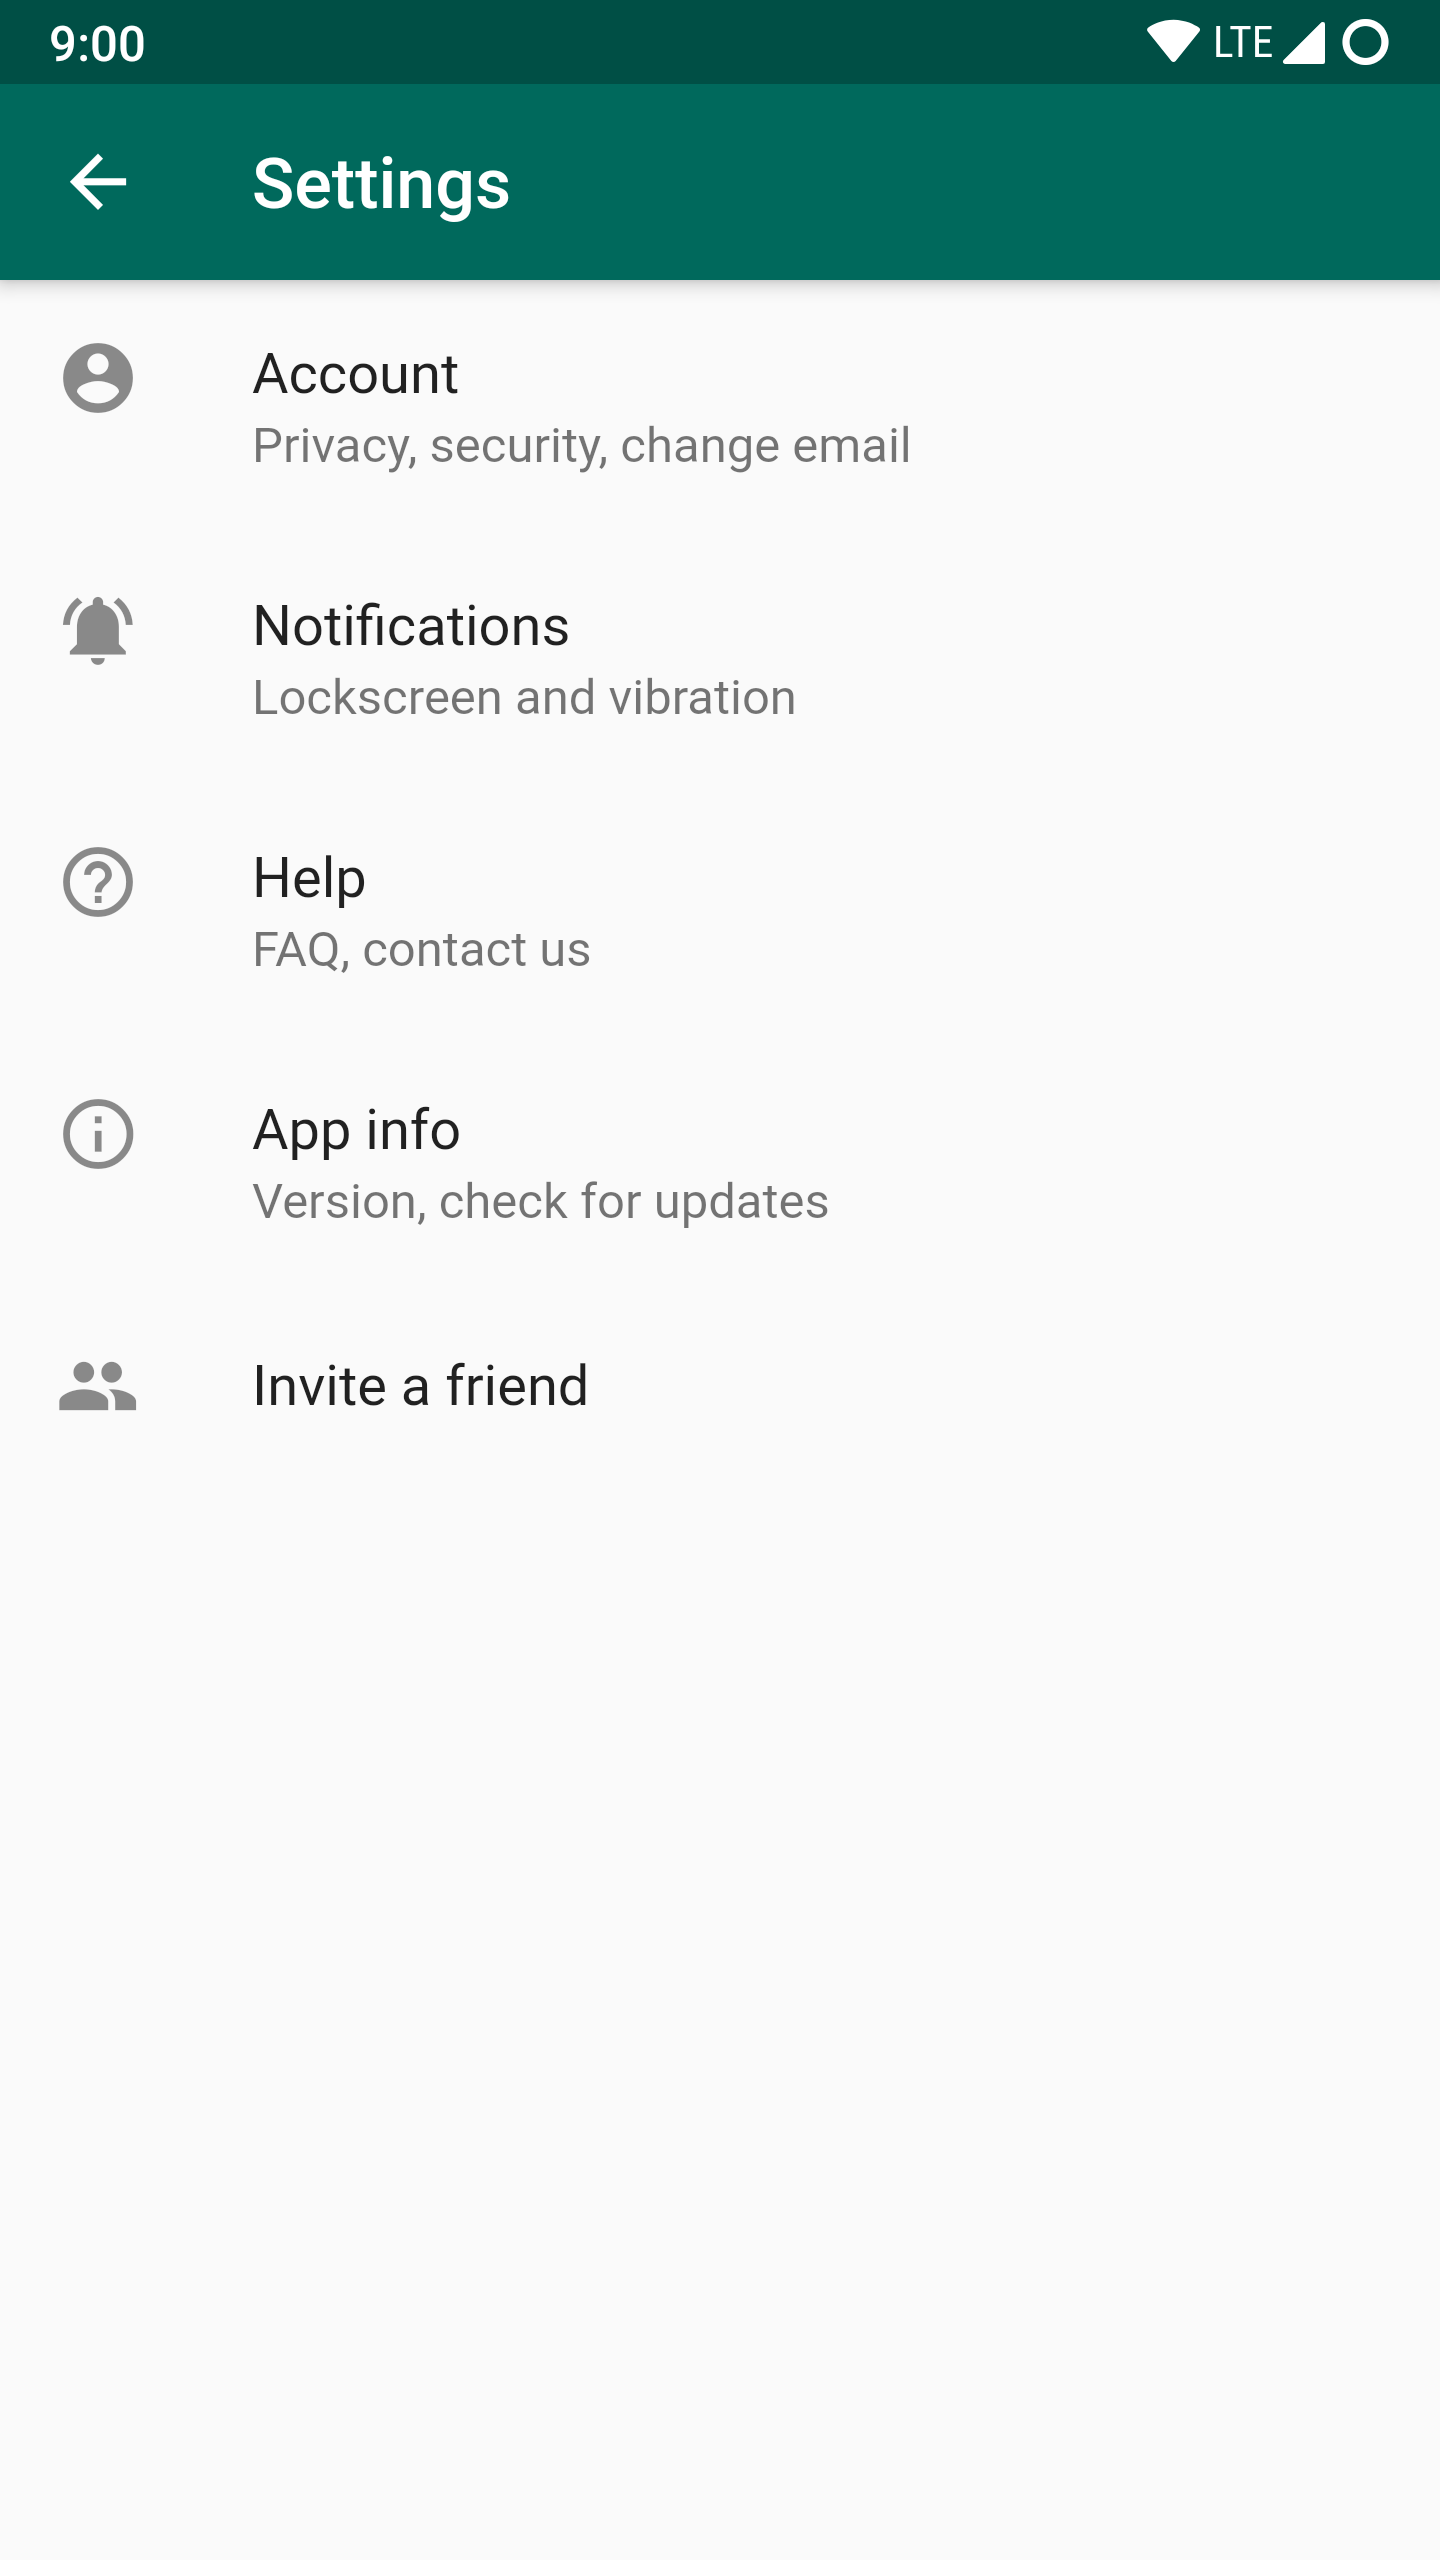 9:00 LTE
Settings
Account
Privacy, security, change email
Notifications
Lockscreen and vibration
Help
FAQ, contact us
App info
Version, check for updates
Invite a friend